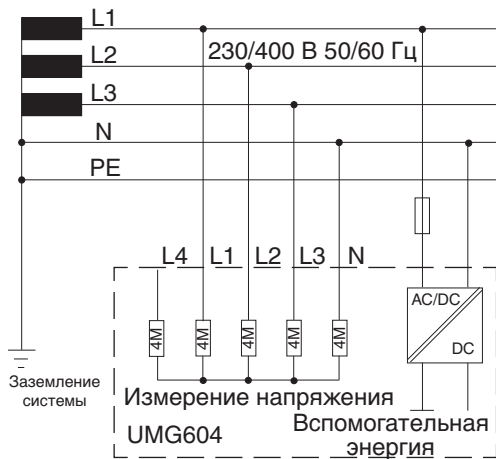 L1
L2
230/400 В 50/60 Гц
L3
N
PE
L4 L1 L2 L3 N
4M 4M 4M 4M 4M
AC/DC
DC
Заземление
системы
Измерение напряжения
UMG604
Вспомогательная
энергия